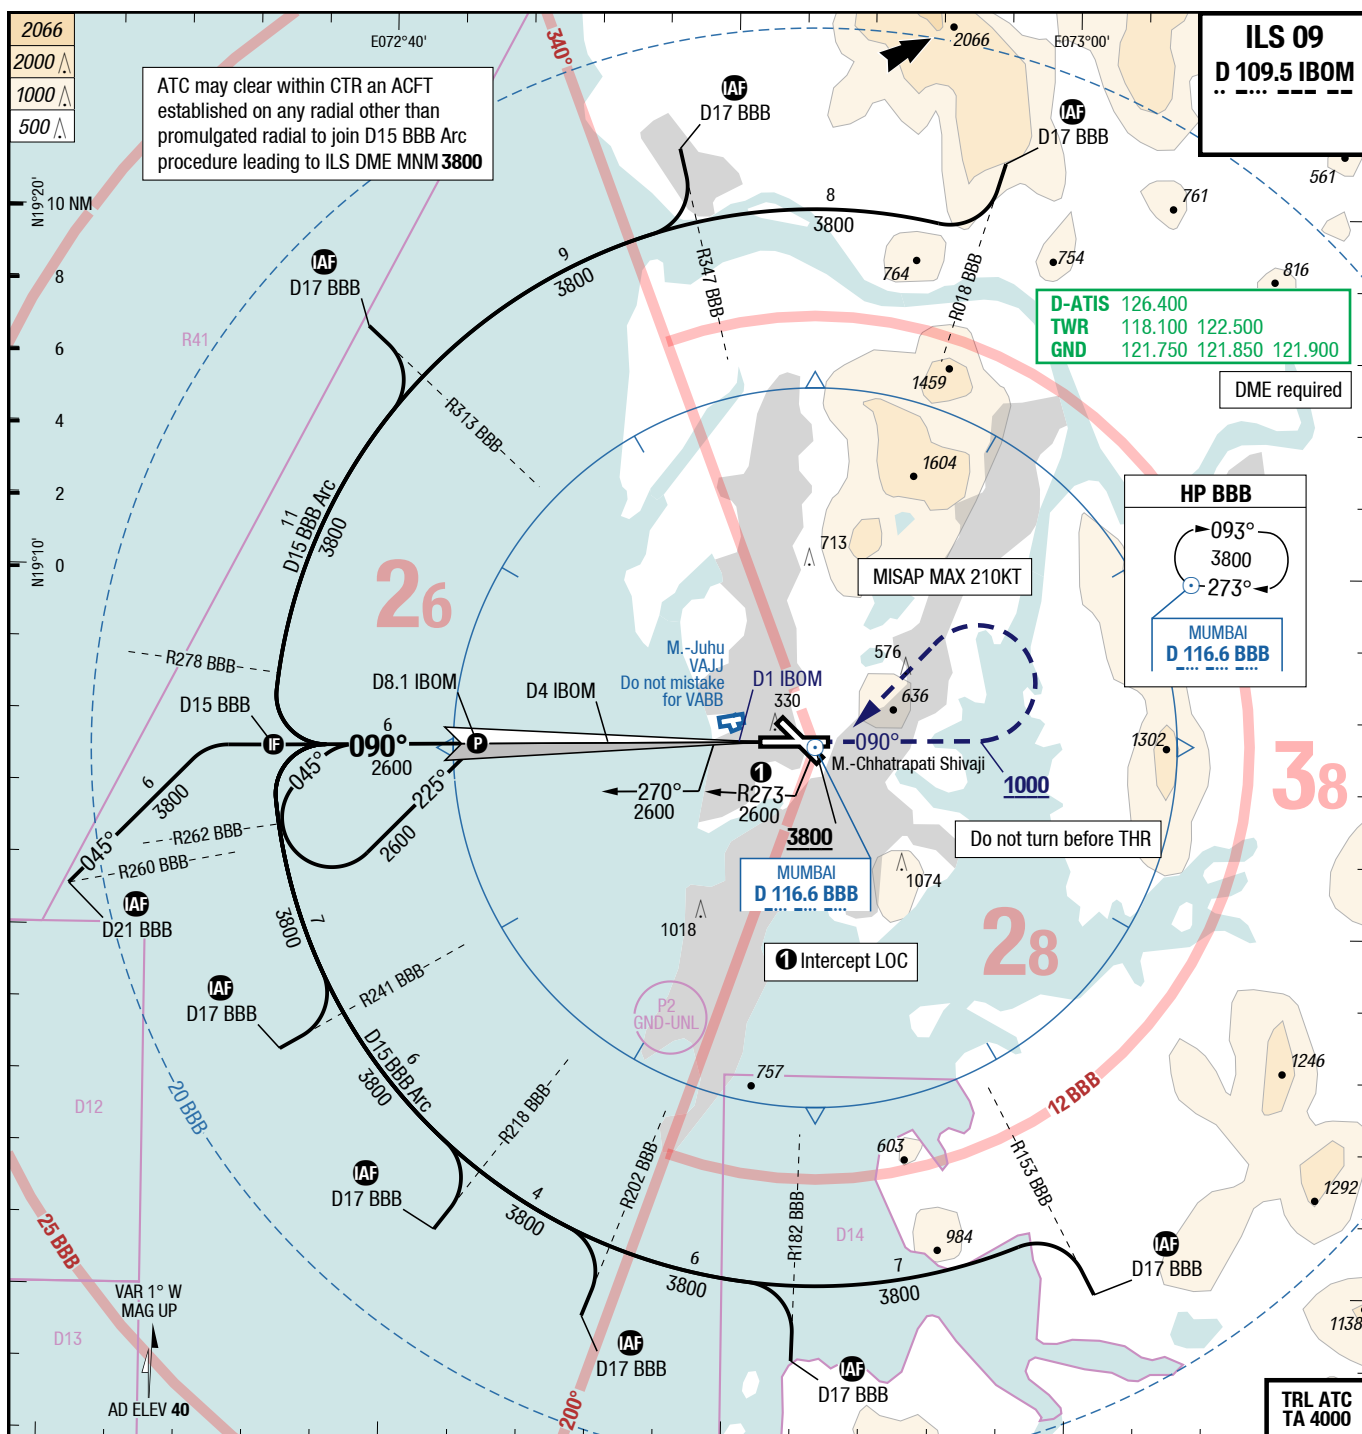 2066
2000
1000
500
E072°40'
E073°00'
2066
ILS 09
D 109.5 IBOM
ATC may clear within CTR an ACFT
established on any radial other than
promulgated radial to join D15 BBB Arc
procedure leading to ILS DME MNM 3800
340°
IAF
D17 BBB
IAF
D17 BBB
561
761
N19°20'
10 NM
8
3800
9
3800
IAF
D17 BBB
R347 BBB
R018 BBB
764
754
816
8
D-ATIS 126.400
TWR 118.100 122.500
GND 121.750 121.850 121.900
R41
6
DME required
1459
4
R313 BBB
1604
2
HP BBB
093°
3800
273°
MUMBAI
D 116.6 BBB
11
D15 BBB Arc
3800
N19°10'
0
713
MISAP MAX 210KT
26
R278 BBB
M.-Juhu
VAJJ
Do not mistake
for VABB
D8.1 IBOM
D4 IBOM
D1 IBOM
576
330
636
D15 BBB
IF
6
090°
2600
P
090°
M.-Chhatrapati Shivaji
1302
38
1000
045°
225°
2600
6
3800
270°
2600
1
R273
2600
3800
Do not turn before THR
R262 BBB
045°
R260 BBB
MUMBAI
D 116.6 BBB
1074
IAF
D21 BBB
7
3800
1018
1 Intercept LOC
28
R241 BBB
IAF
D17 BBB
P2
GND-UNL
D15 BBB Arc
6
3800
757
1246
12 BBB
D12
20 BBB
R218 BBB
603
R153 BBB
IAF
D17 BBB
R202 BBB
4
3800
R182 BBB
1292
D14
984
25 BBB
IAF
D17 BBB
6
3800
7
3800
VAR 1° W
MAG UP
D13
1138
IAF
D17 BBB
IAF
D17 BBB
AD ELEV 40
200°
TRL ATC
TA 4000